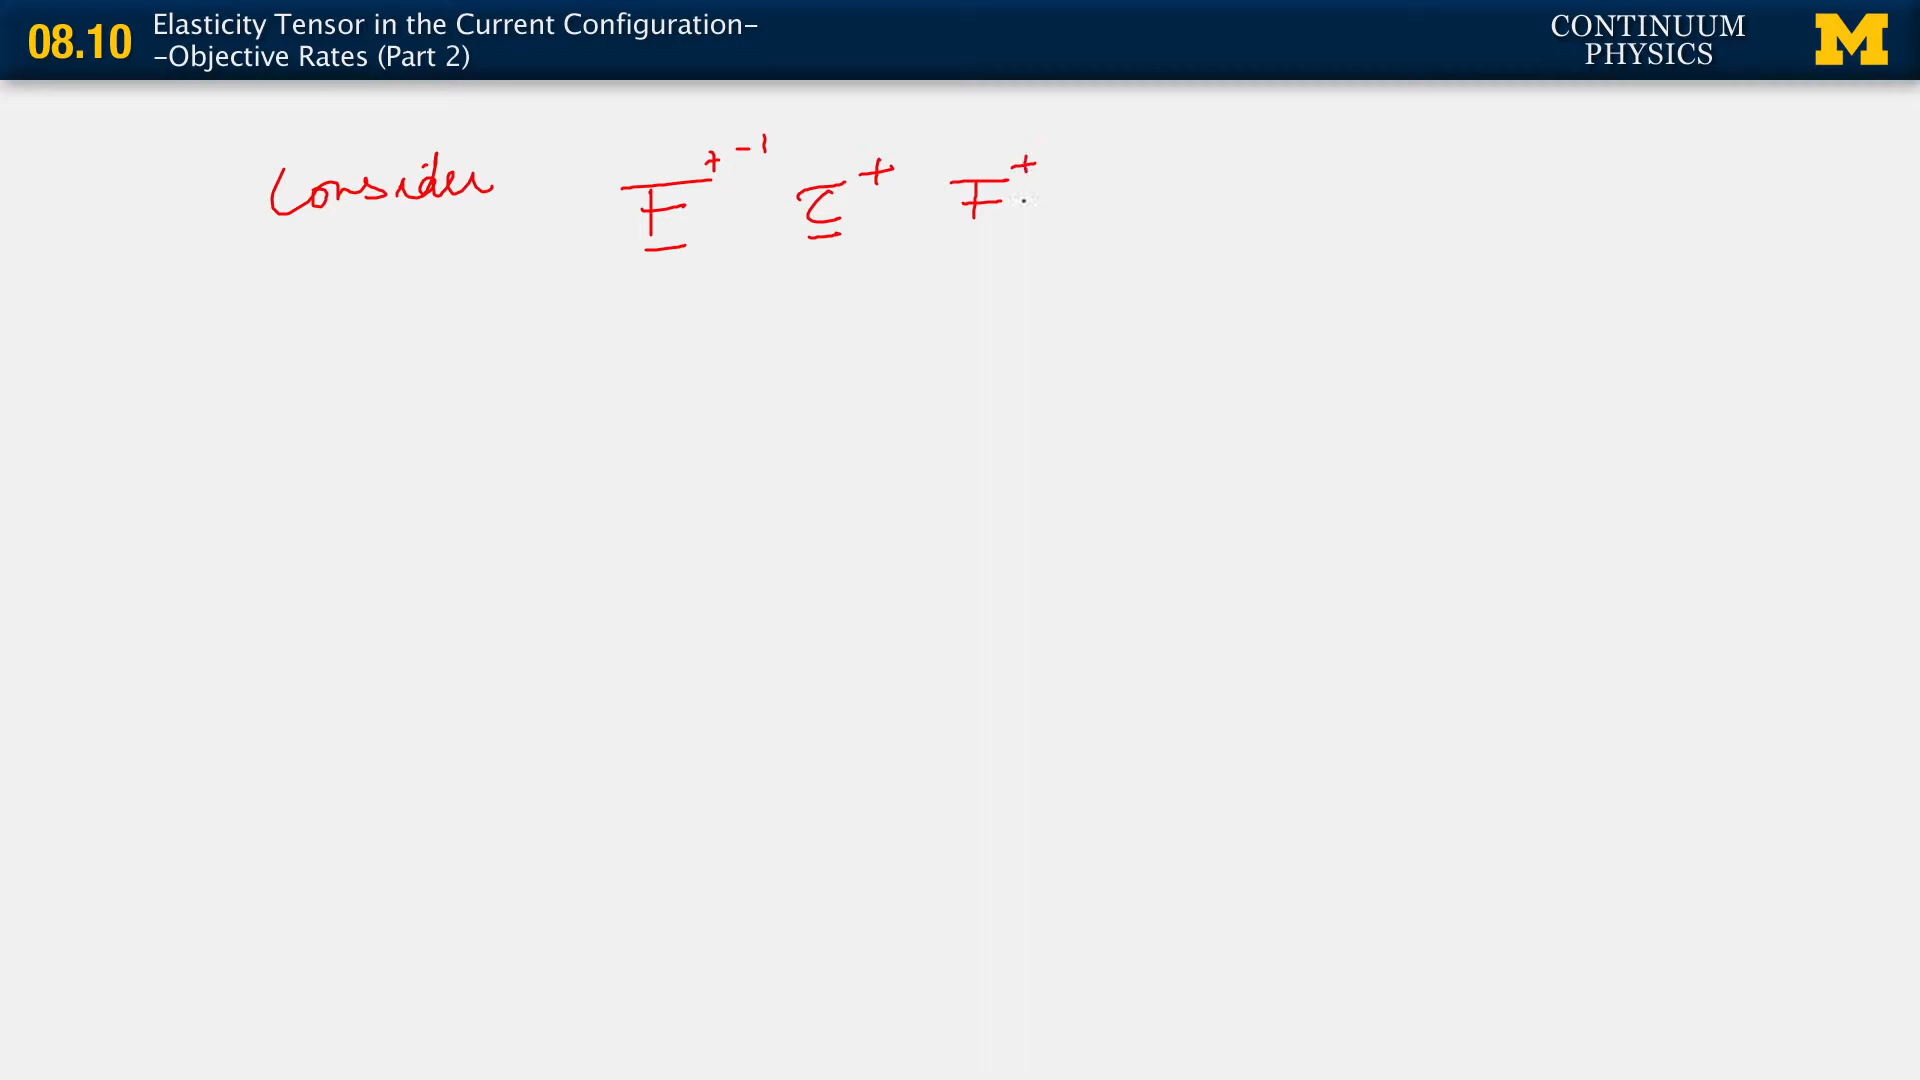 08.10
Elasticity Tensor in the Current Configuration–
–Objective Rates (Part 2)
CONTINUUM
PHYSICS
M
Consider F⁺⁻¹ τ⁺ F⁺